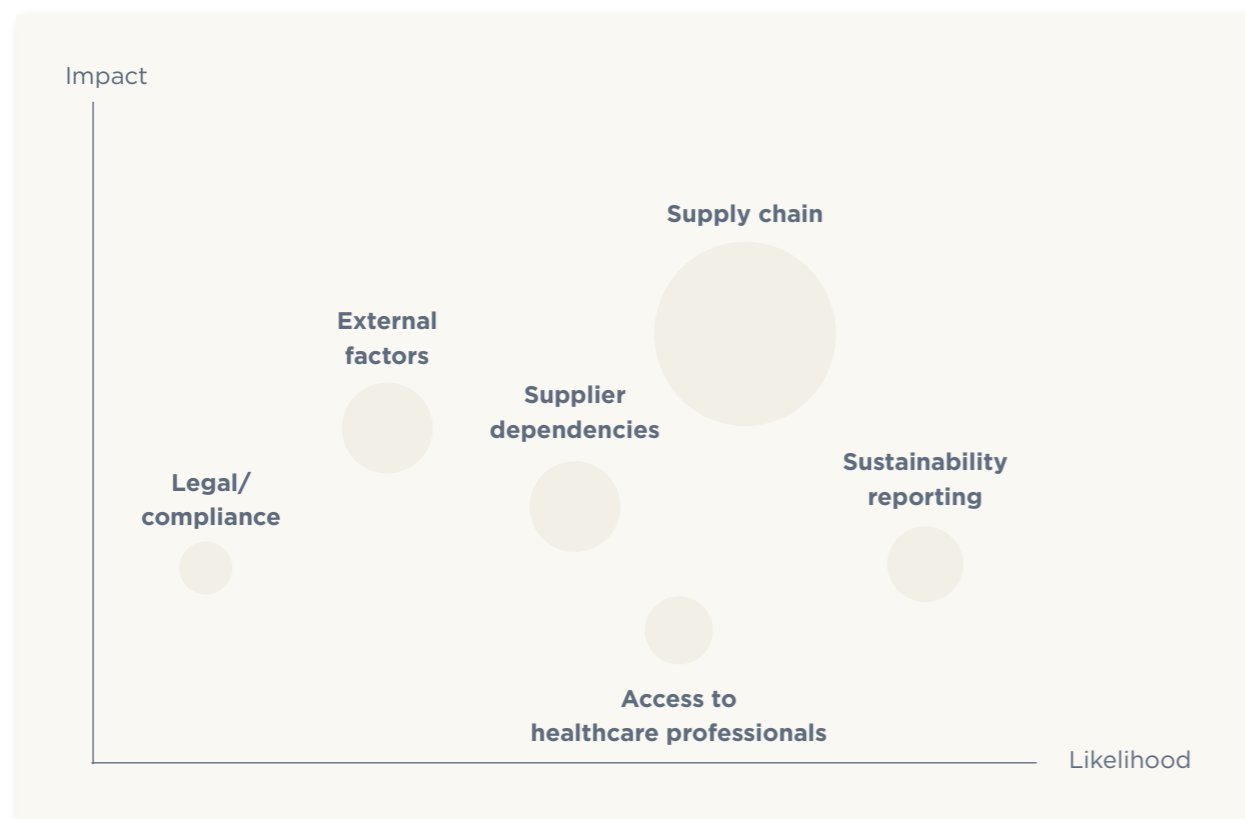 Impact
Supply chain
External
factors
Supplier
dependencies
Sustainability
reporting
Legal/
compliance
Access to
healthcare professionals
Likelihood